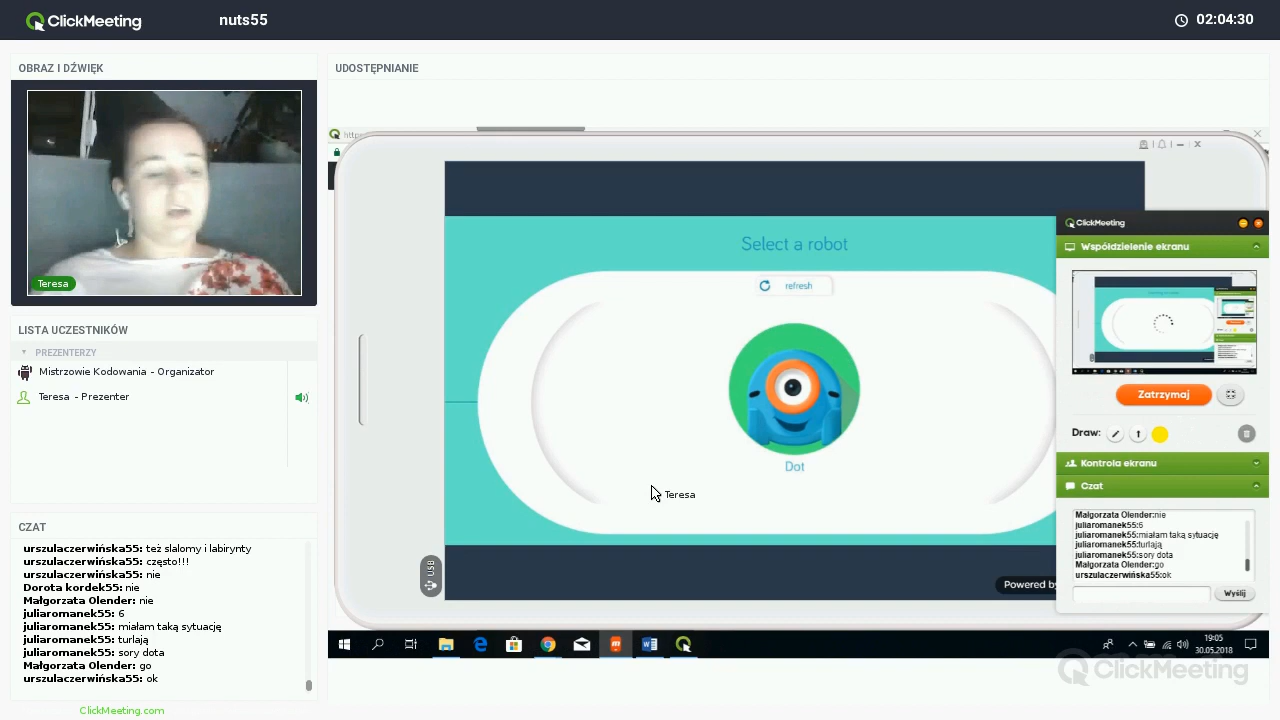 ClickMeeting
nuts55
02:04:30
OBRAZ I DŹWIĘK
Teresa
LISTA UCZESTNIKÓW
PREZENTERZY
Mistrzowie Kodowania - Organizator
Teresa - Prezenter
CZAT
urszulaczerwińska55: też slalomy i labirynty
urszulaczerwińska55: często!!!
urszulaczerwińska55: nie
Dorota kordek55: nie
Małgorzata Olender: nie
juliaromanek55: 6
juliaromanek55: miałam taką sytuację
juliaromanek55: turlają
juliaromanek55: sory dota
Małgorzata Olender: go
urszulaczerwińska55: ok
ClickMeeting.com
UDOSTĘPNIANIE
https
Select a robot
refresh
Dot
Teresa
USB
Powered by
ClickMeeting
Współdzielenie ekranu
Zatrzymaj
Draw:
Kontrola ekranu
Czat
Małgorzata Olender:nie
juliaromanek55:6
juliaromanek55:miałam taką sytuację
juliaromanek55:turlają
juliaromanek55:sory dota
Małgorzata Olender:go
urszulaczerwińska55:ok
Wyślij
19:05
30.05.2018
ClickMeeting